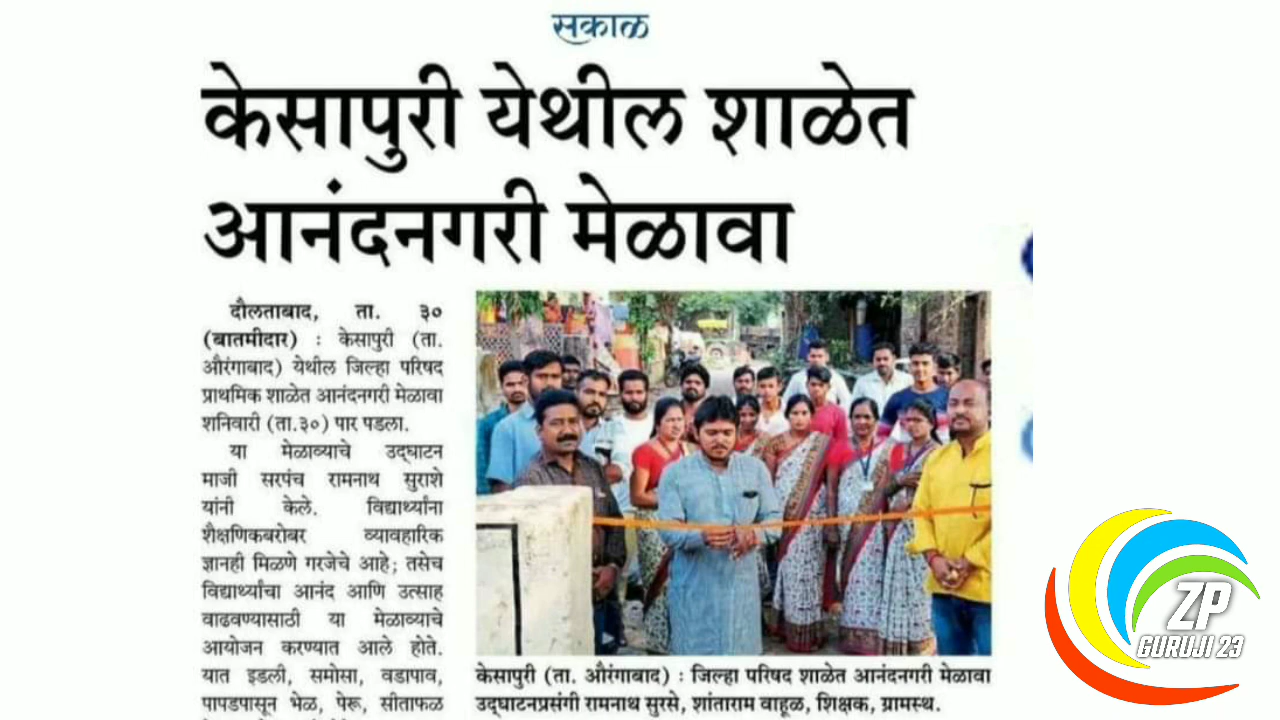 सकाळ
केसापुरी येथील शाळेत
आनंदनगरी मेळावा
दौलताबाद, ता. ३०
(बातमीदार) : केसापुरी (ता.
औरंगाबाद) येथील जिल्हा परिषद
प्राथमिक शाळेत आनंदनगरी मेळावा
शनिवारी (ता.३०) पार पडला.
या मेळाव्याचे उद्‌घाटन
माजी सरपंच रामनाथ सुराशे
यांनी केले. विद्यार्थ्यांना
शैक्षणिकबरोबर व्यावहारिक
ज्ञानही मिळणे गरजेचे आहे; तसेच
विद्यार्थ्यांचा आनंद आणि उत्साह
वाढवण्यासाठी या मेळाव्याचे
आयोजन करण्यात आले होते.
यात इडली, समोसा, वडापाव,
पापडपासून भेळ, पेरू, सीताफळ
केसापुरी (ता. औरंगाबाद) : जिल्हा परिषद शाळेत आनंदनगरी मेळावा
उद्‌घाटनप्रसंगी रामनाथ सुरसे, शांताराम वाहूळ, शिक्षक, ग्रामस्थ.
ZP
GURUJI 23